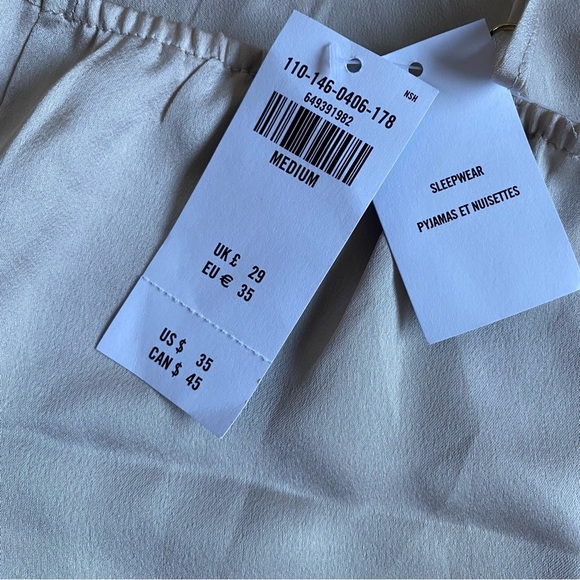 110-146-0406-178
649391982
MEDIUM
UK £ 29
EU € 35
US $ 35
CAN $ 45
NSH
SLEEPWEAR
PYJAMAS ET NUISETTES